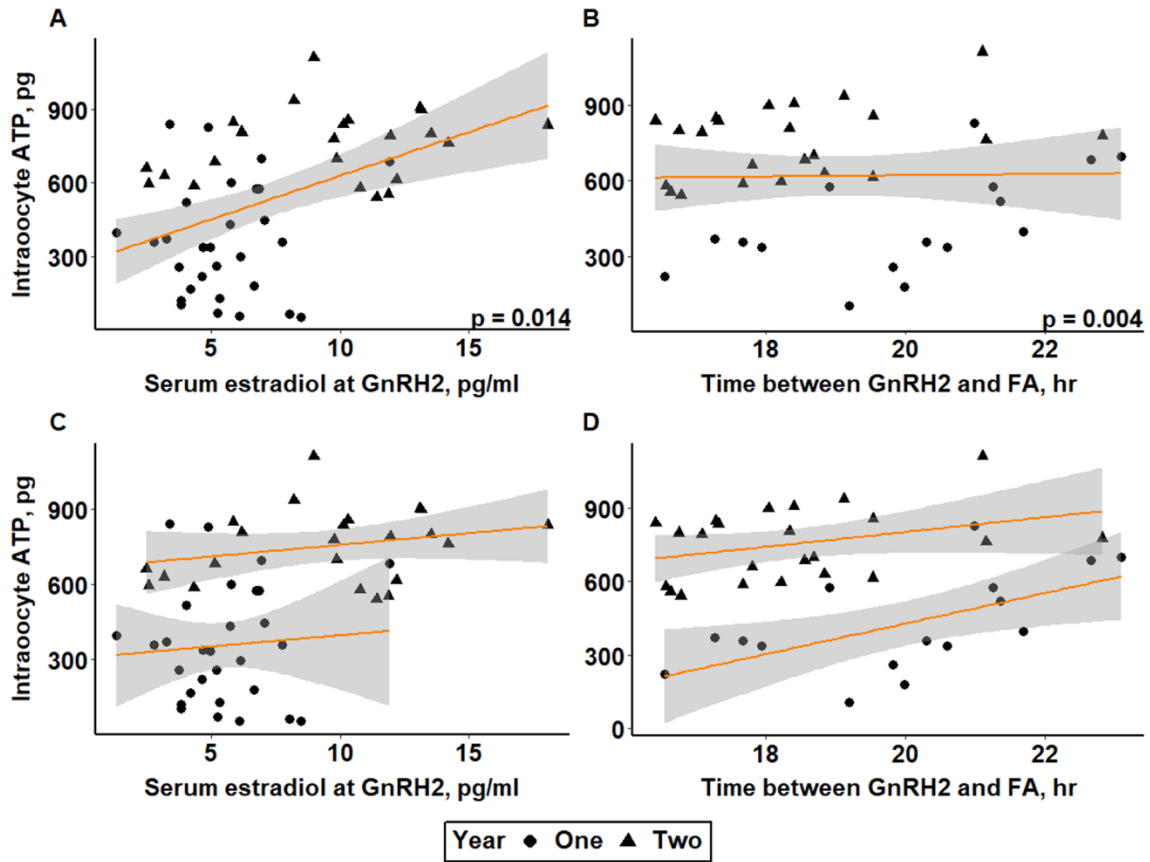 A
Intraoocyte ATP, pg
900
600
300
5
10
15
p = 0.014
Serum estradiol at GnRH2, pg/ml
B
900
600
300
18
20
22
p = 0.004
Time between GnRH2 and FA, hr
C
Intraoocyte ATP, pg
900
600
300
5
10
15
Serum estradiol at GnRH2, pg/ml
D
900
600
300
0
18
20
22
Time between GnRH2 and FA, hr
Year One Two